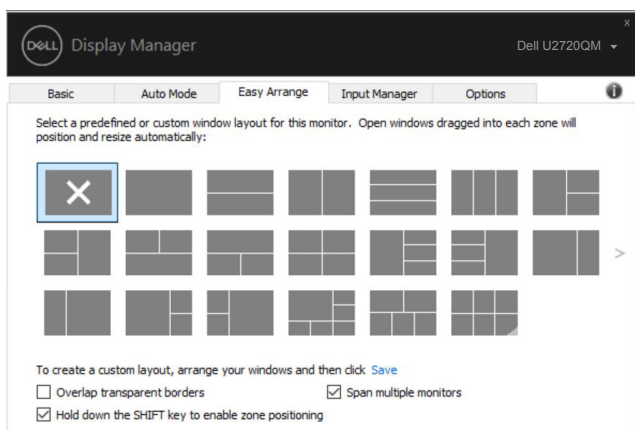 x
DELL Display Manager Dell U2720QM
Basic Auto Mode Easy Arrange Input Manager Options i
Select a predefined or custom window layout for this monitor. Open windows dragged into each zone will
position and resize automatically:
>
To create a custom layout, arrange your windows and then click Save
Overlap transparent borders Span multiple monitors
Hold down the SHIFT key to enable zone positioning